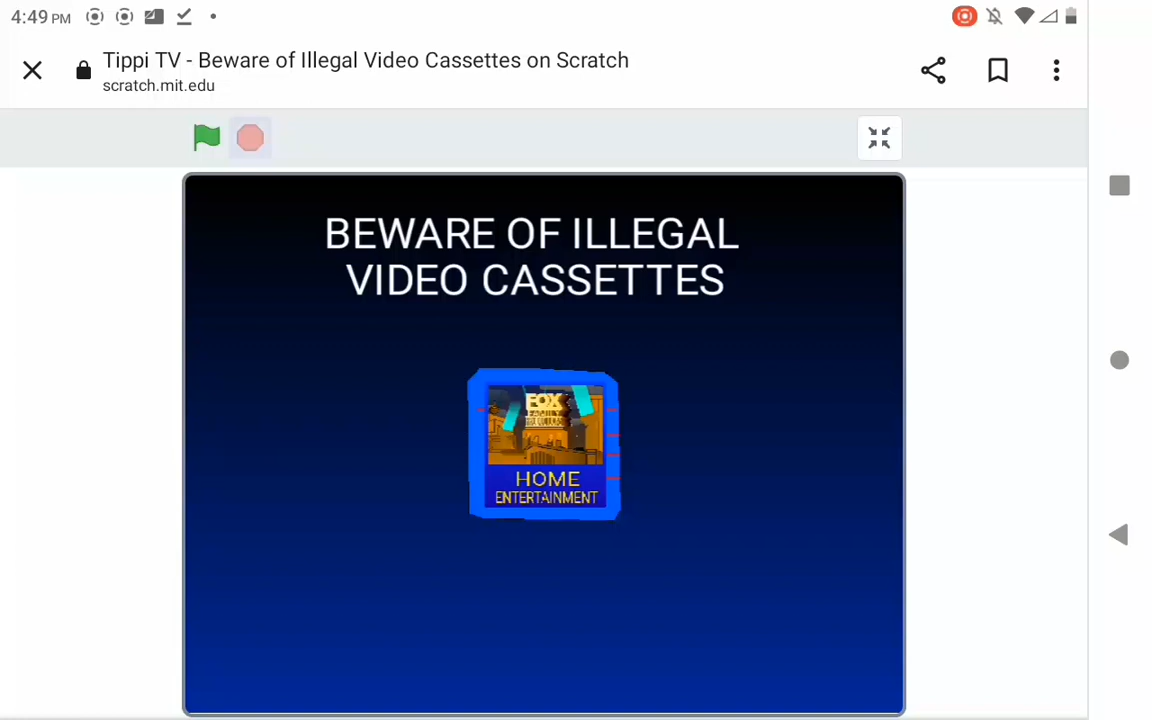 4:49 PM
Tippi TV - Beware of Illegal Video Cassettes on Scratch
scratch.mit.edu
BEWARE OF ILLEGAL
VIDEO CASSETTES
FOX
FAMILY
HOME
ENTERTAINMENT